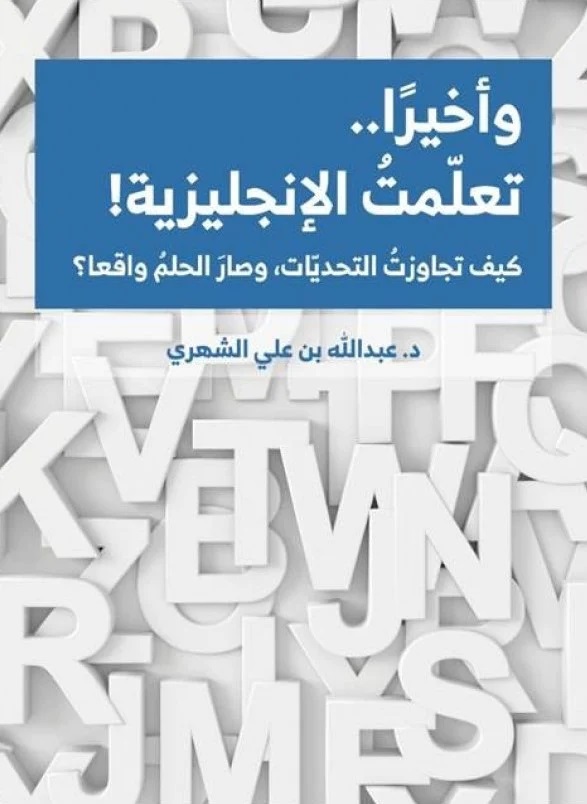 وأخيرًا..
تعلّمتُ الإنجليزية!
كيف تجاوزتُ التحديّات، وصارَ الحلمُ واقعا؟
د. عبدالله بن علي الشهري